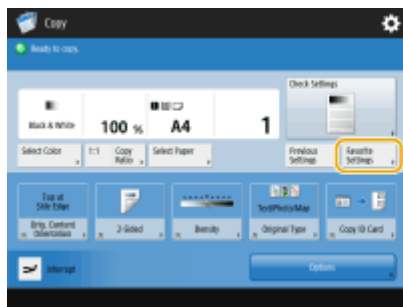 Copy
Ready to copy.
Check Settings
Black & White
100 %
A4
1
Select Color
1:1 Copy Ratio
Select Paper
Previous Settings
Favorite Settings
Top at Side Edge
Text/Photo/Map
Orig. Content Orientation
2-Sided
Density
Original Type
Copy ID Card
Interrupt
Options